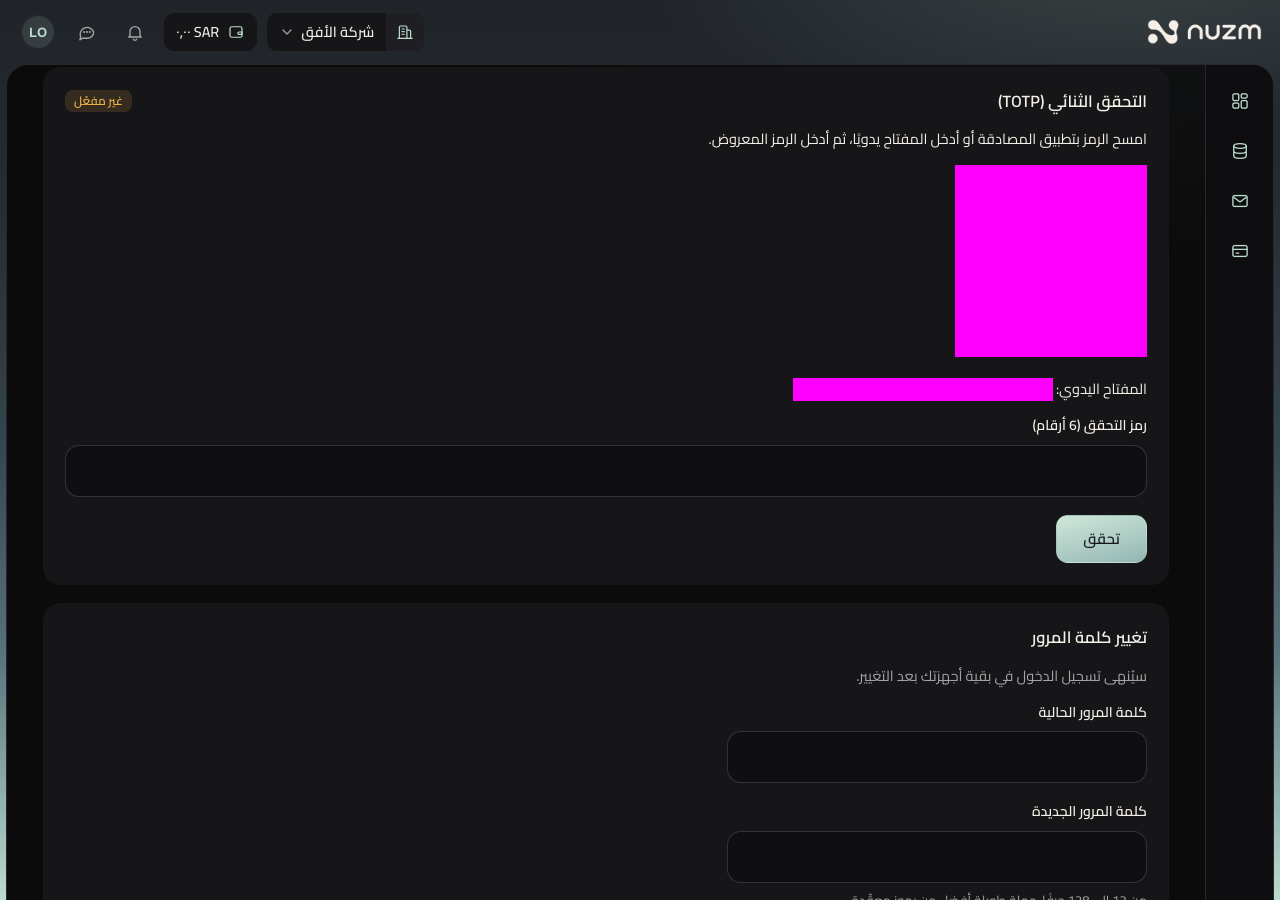 nuzm
شركة الأفق
٠,٠٠ SAR
LO
التحقق الثنائي (TOTP)
غير مفعّل
امسح الرمز بتطبيق المصادقة أو أدخل المفتاح يدويًا، ثم أدخل الرمز المعروض.
المفتاح اليدوي:
رمز التحقق (6 أرقام)
تحقق
تغيير كلمة المرور
سيُنهى تسجيل الدخول في بقية أجهزتك بعد التغيير.
كلمة المرور الحالية
كلمة المرور الجديدة